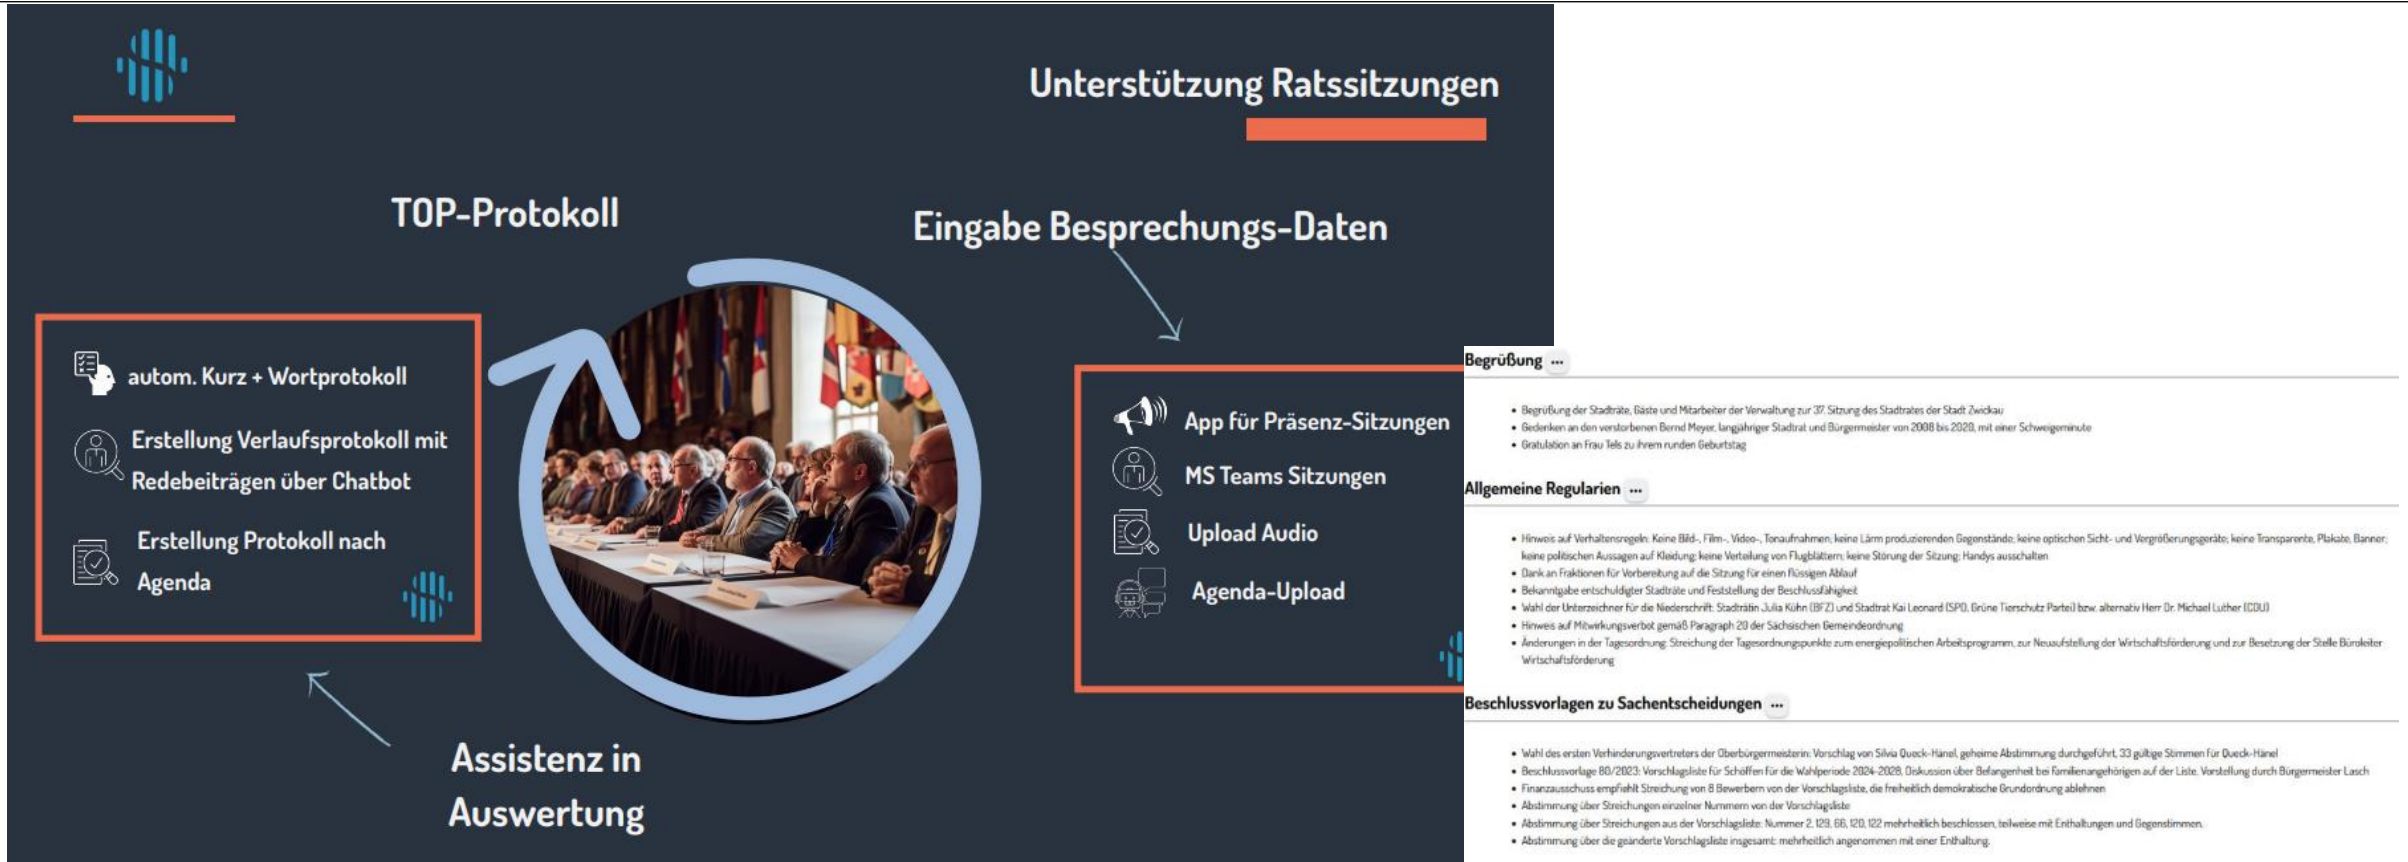 Unterstützung Ratssitzungen
TOP-Protokoll
Eingabe Besprechungs-Daten
autom. Kurz + Wortprotokoll
Erstellung Verlaufsprotokoll mit
Redebeiträgen über Chatbot
Erstellung Protokoll nach
Agenda
App für Präsenz-Sitzungen
MS Teams Sitzungen
Upload Audio
Agenda-Upload
Assistenz in
Auswertung
Begrüßung ...
• Begrüßung der Stadträte, Gäste und Mitarbeiter der Verwaltung zur 37. Sitzung des Stadtrates der Stadt Zwickau
• Gedenken an den verstorbenen Bernd Meyer, langjähriger Stadtrat und Bürgermeister von 2008 bis 2020, mit einer Schweigeminute
• Gratulation an Frau Tels zu ihrem runden Geburtstag
Allgemeine Regularien ...
• Hinweis auf Verhaltensregeln: Keine Bild-, Film-, Video-, Tonaufnahmen; keine Lärm produzierenden Gegenstände; keine optischen Sicht- und Vergrößerungsgeräte; keine Transparente, Plakate, Banner;
keine politischen Aussagen auf Kleidung; keine Verteilung von Flugblättern; keine Störung der Sitzung; Handys ausschalten
• Dank an Fraktionen für Vorbereitung auf die Sitzung für einen flüssigen Ablauf
• Bekanntgabe entschuldigter Stadträte und Feststellung der Beschlussfähigkeit
• Wahl der Unterzeichner für die Niederschrift: Stadträtin Julia Kühn (BFZ) und Stadtrat Kai Leonard (SPD, Grüne Tierschutz Partei) bzw. alternativ Herr Dr. Michael Luther (CDU)
• Hinweis auf Mitwirkungsverbot gemäß Paragraph 20 der Sächsischen Gemeindeordnung
• Änderungen in der Tagesordnung: Streichung der Tagesordnungspunkte zum energiepolitischen Arbeitsprogramm, zur Neuaufstellung der Wirtschaftsförderung und zur Besetzung der Stelle Büroleiter
Wirtschaftsförderung
Beschlussvorlagen zu Sachentscheidungen ...
• Wahl des ersten Verhinderungsvertreters der Oberbürgermeisterin: Vorschlag von Silvia Queck-Hänel, geheime Abstimmung durchgeführt, 33 gültige Stimmen für Queck-Hänel
• Beschlussvorlage 80/2023: Vorschlagsliste für Schöffen für die Wahlperiode 2024-2028, Diskussion über Befangenheit bei Familienangehörigen auf der Liste, Vorstellung durch Bürgermeister Lasch
• Finanzausschuss empfiehlt Streichung von 8 Bewerbern von der Vorschlagsliste, die freiheitlich demokratische Grundordnung ablehnen
• Abstimmung über Streichungen einzelner Nummern von der Vorschlagsliste
• Abstimmung über Streichungen aus der Vorschlagsliste: Nummer 2, 129, 66, 120, 122 mehrheitlich beschlossen, teilweise mit Enthaltungen und Gegenstimmen.
• Abstimmung über die geänderte Vorschlagsliste insgesamt: mehrheitlich angenommen mit einer Enthaltung.